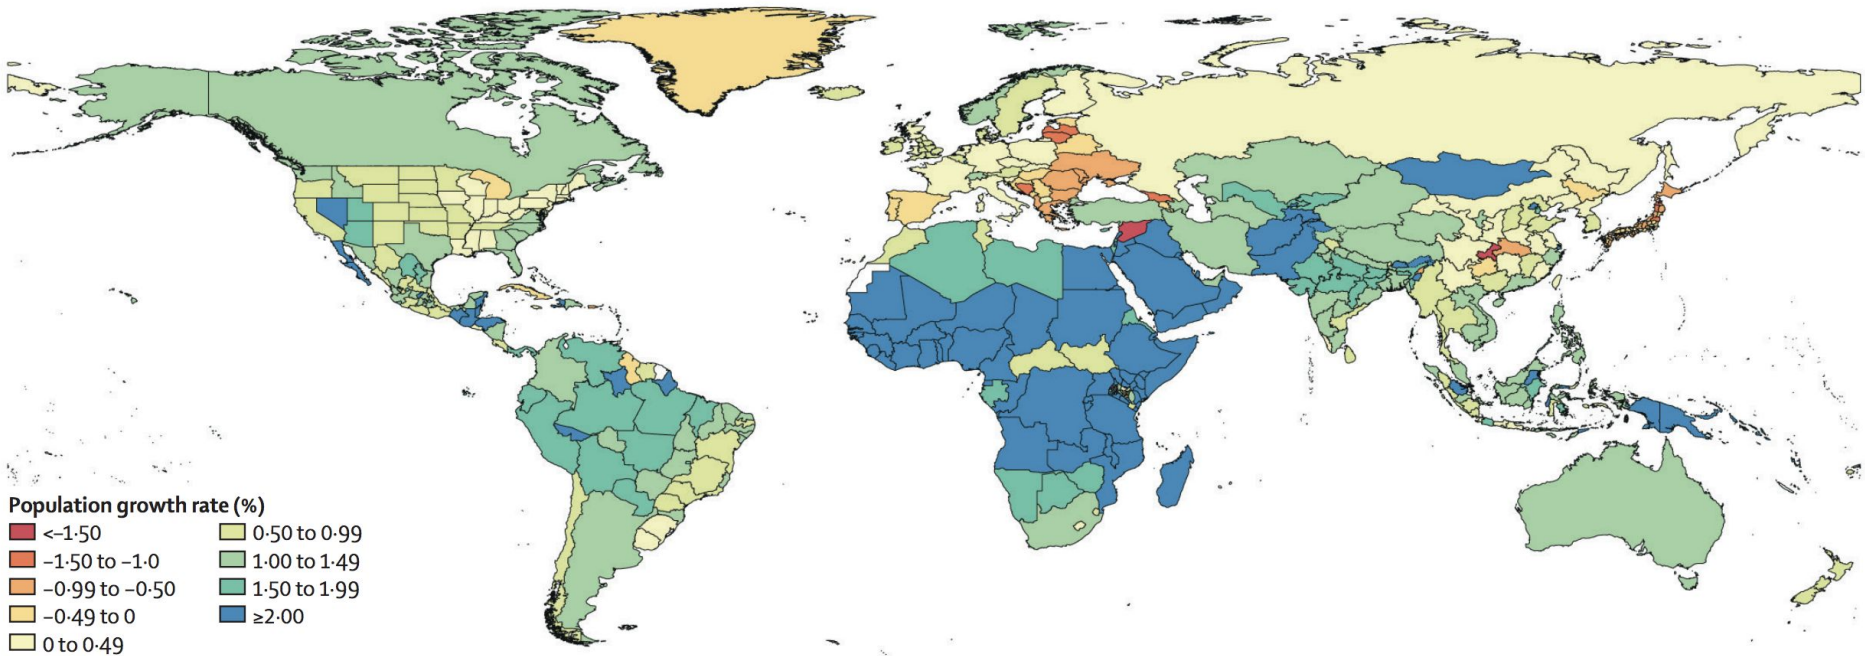 Population growth rate (%)
<–1·50
–1·50 to –1·0
–0·99 to –0·50
–0·49 to 0
0 to 0·49
0·50 to 0·99
1·00 to 1·49
1·50 to 1·99
≥2·00